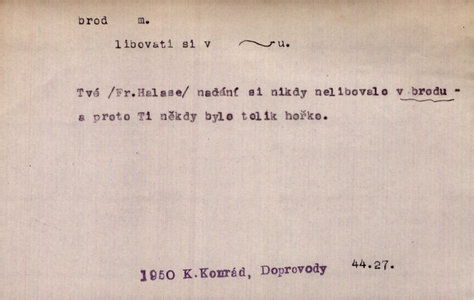 brod m.
libovati si v ~u.
Tvé /Fr.Halase/ nadání si nikdy nelibovalo v brodu -
a proto Ti někdy bylo tolik hořko.
1950 K.Konrád, Doprovody 44.27.